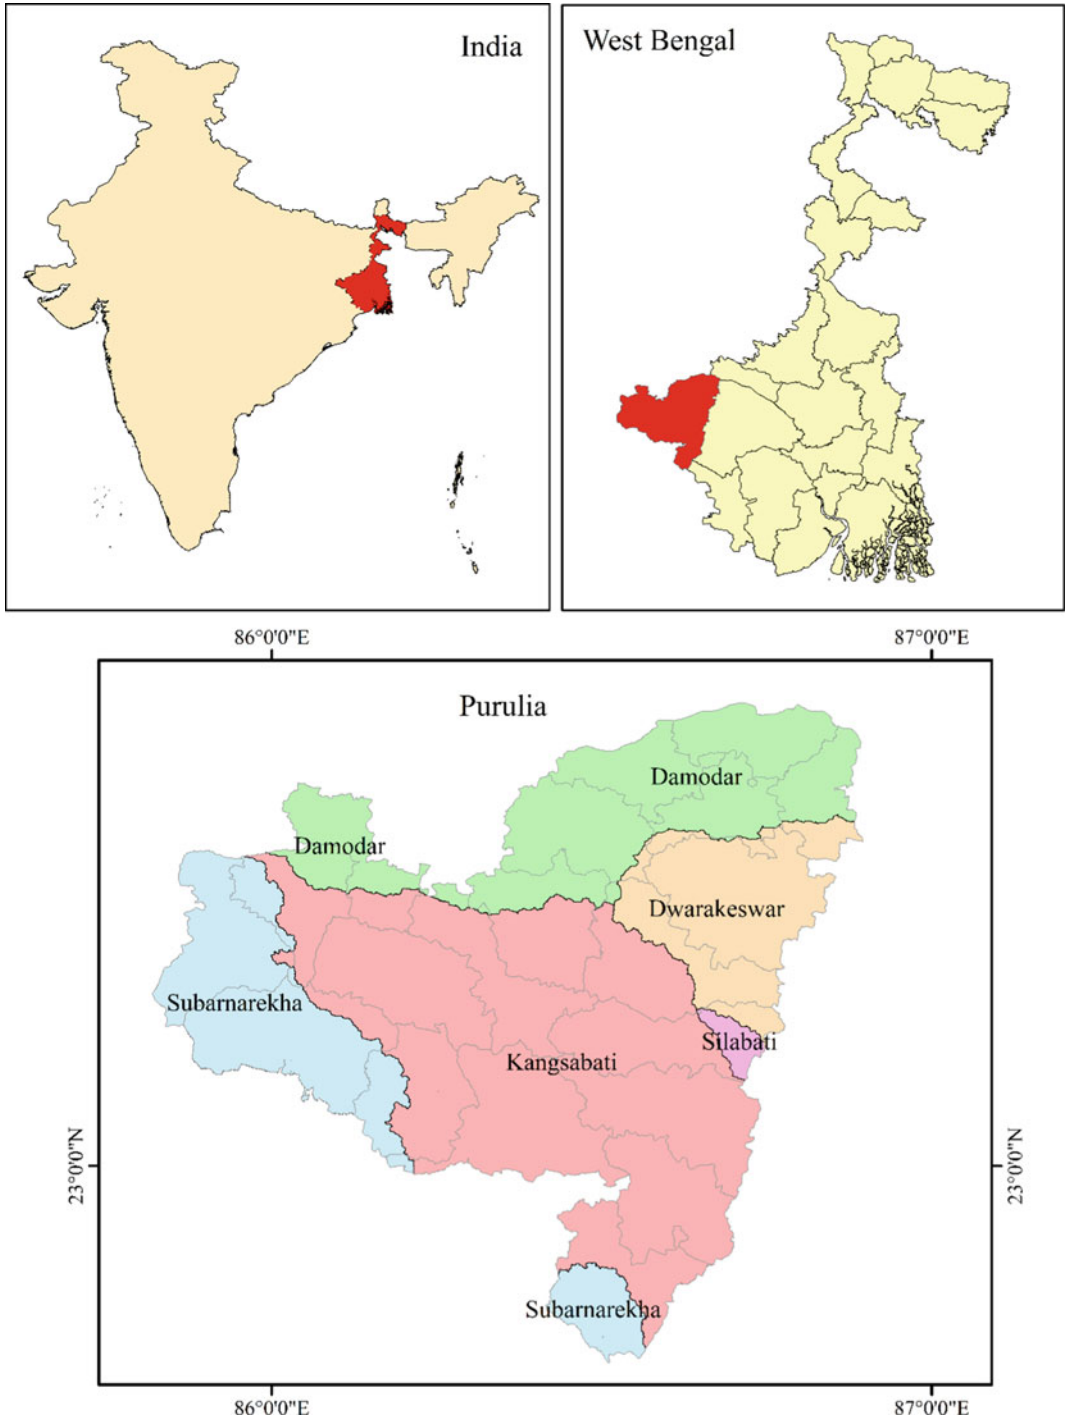 India
West Bengal
86°0'0"E
87°0'0"E
Purulia
Damodar
Damodar
Dwarakeswar
Subarnarekha
Silabati
Kangsabati
23°0'0"N
23°0'0"N
Subarnarekha
86°0'0"E
87°0'0"E